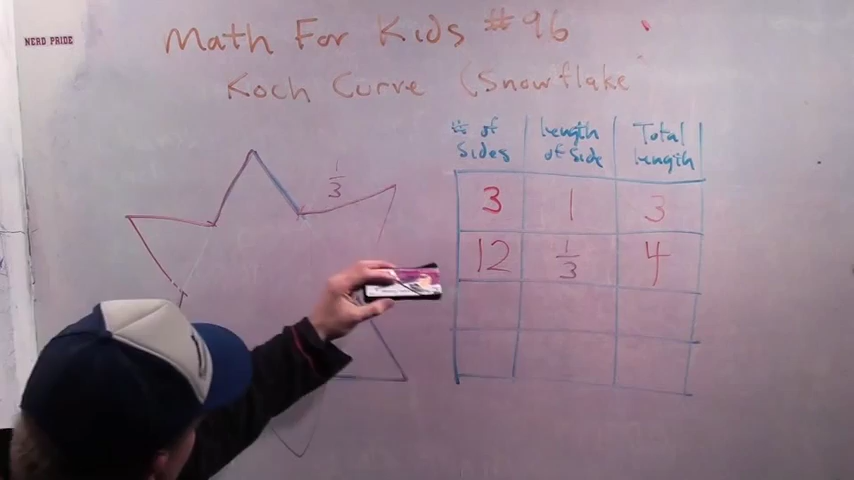 NERD PRIDE
Math For Kids #96
Koch Curve (Snowflake
# of Sides | length of side | Total length
3 | 1 | 3
12 | 1/3 | 4
1/3